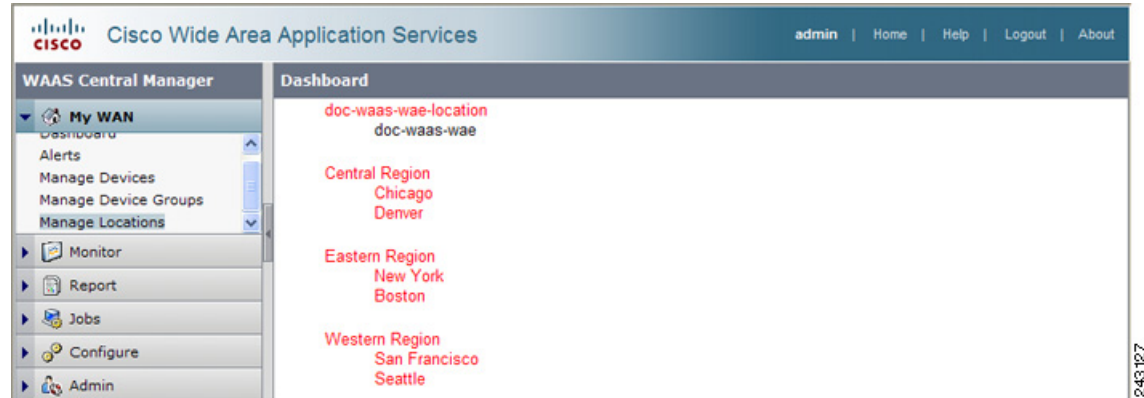 CISCO Cisco Wide Area Application Services
admin | Home | Help | Logout | About
WAAS Central Manager
My WAN
Dashboard
Alerts
Manage Devices
Manage Device Groups
Manage Locations
Monitor
Report
Jobs
Configure
Admin
Dashboard
doc-waas-wae-location
doc-waas-wae
Central Region
Chicago
Denver
Eastern Region
New York
Boston
Western Region
San Francisco
Seattle
243127